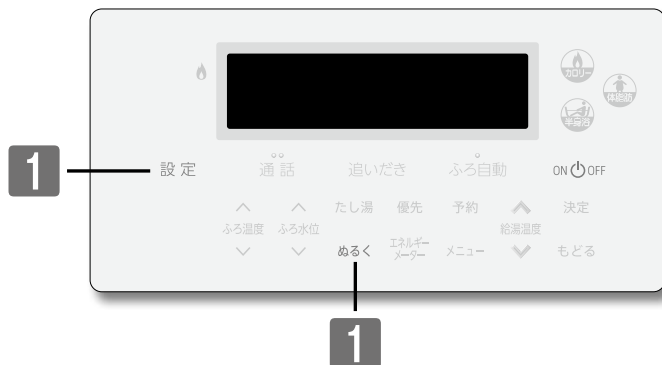 カロリー
体脂肪
半身浴
1 設定 通話 追いだき ふろ自動 ON OFF
たし湯 優先 予約 決定
ふろ温度 ふろ水位 給湯温度
ぬるく エネルギーメーター メニュー もどる
1